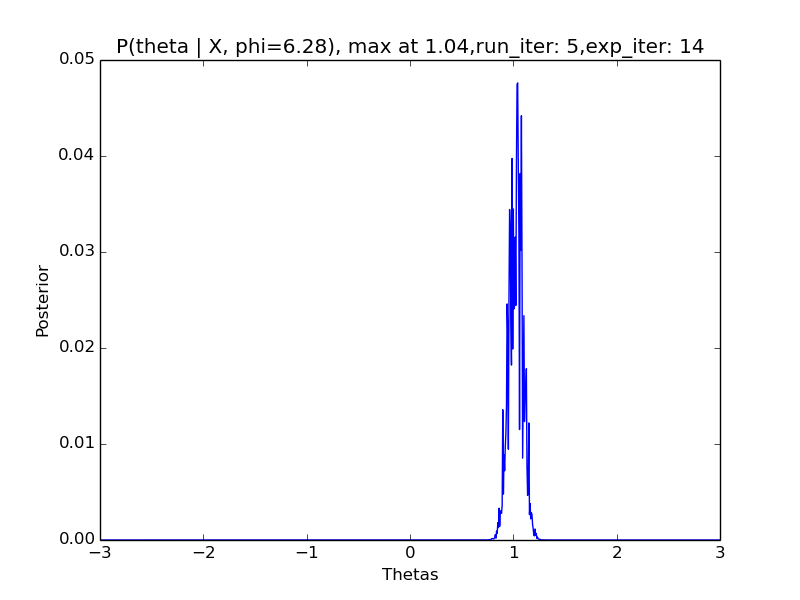 P(theta | X, phi=6.28), max at 1.04,run_iter: 5,exp_iter: 14
0.05
0.04
0.03
0.02
0.01
0.00
Posterior
−3 −2 −1 0 1 2 3
Thetas